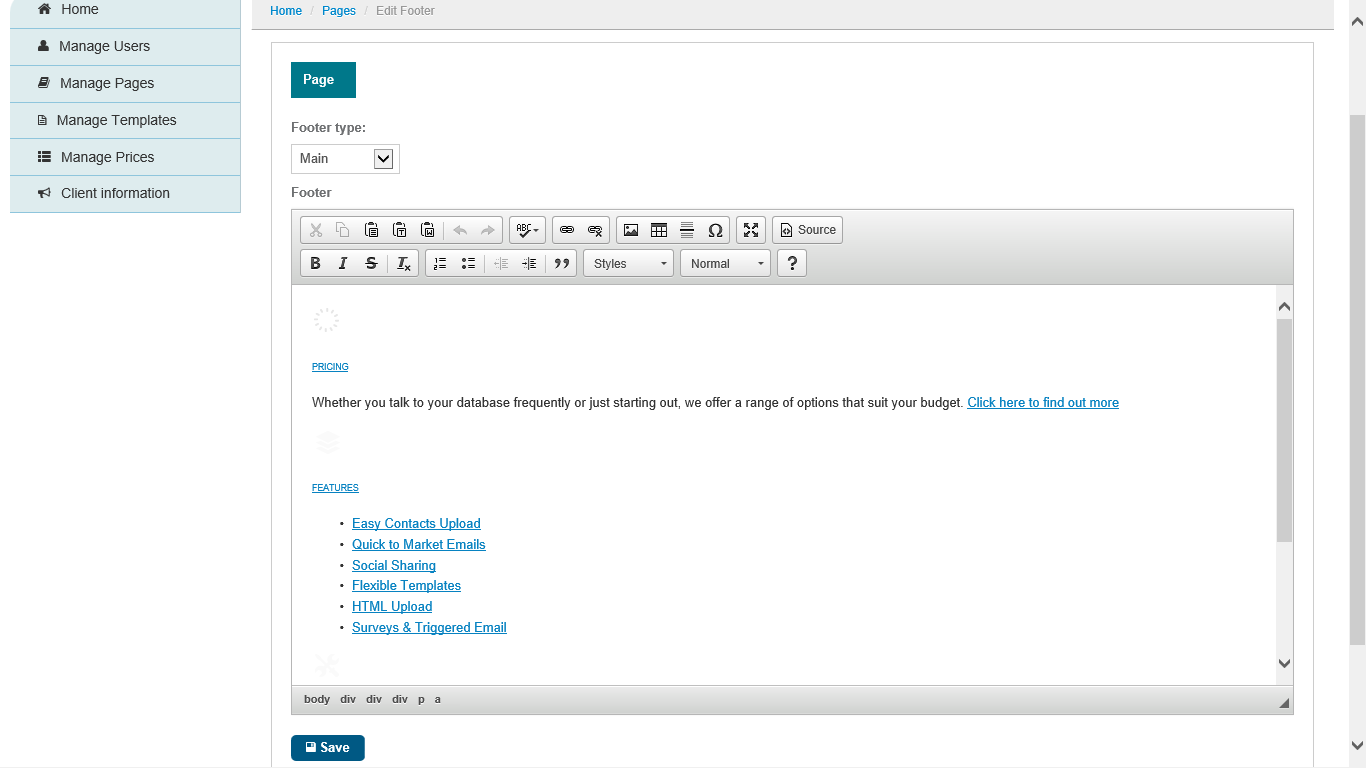 Home
Manage Users
Manage Pages
Manage Templates
Manage Prices
Client information
Home / Pages / Edit Footer
Page
Footer type:
Main
Footer
ABC
Source
B I S Tx
Styles
Normal
?
PRICING
Whether you talk to your database frequently or just starting out, we offer a range of options that suit your budget. Click here to find out more
FEATURES
• Easy Contacts Upload
• Quick to Market Emails
• Social Sharing
• Flexible Templates
• HTML Upload
• Surveys & Triggered Email
body div div div p a
Save